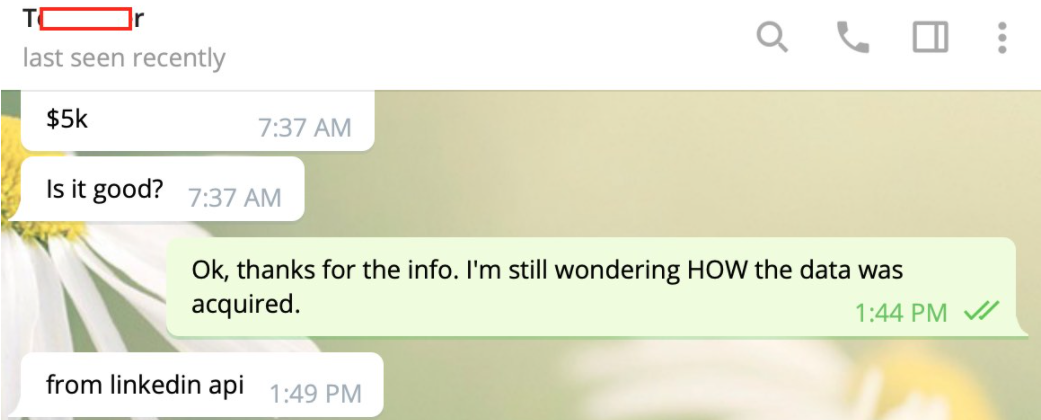 T r
last seen recently
$5k
7:37 AM
Is it good?
7:37 AM
Ok, thanks for the info. I'm still wondering HOW the data was
acquired.
1:44 PM
from linkedin api
1:49 PM